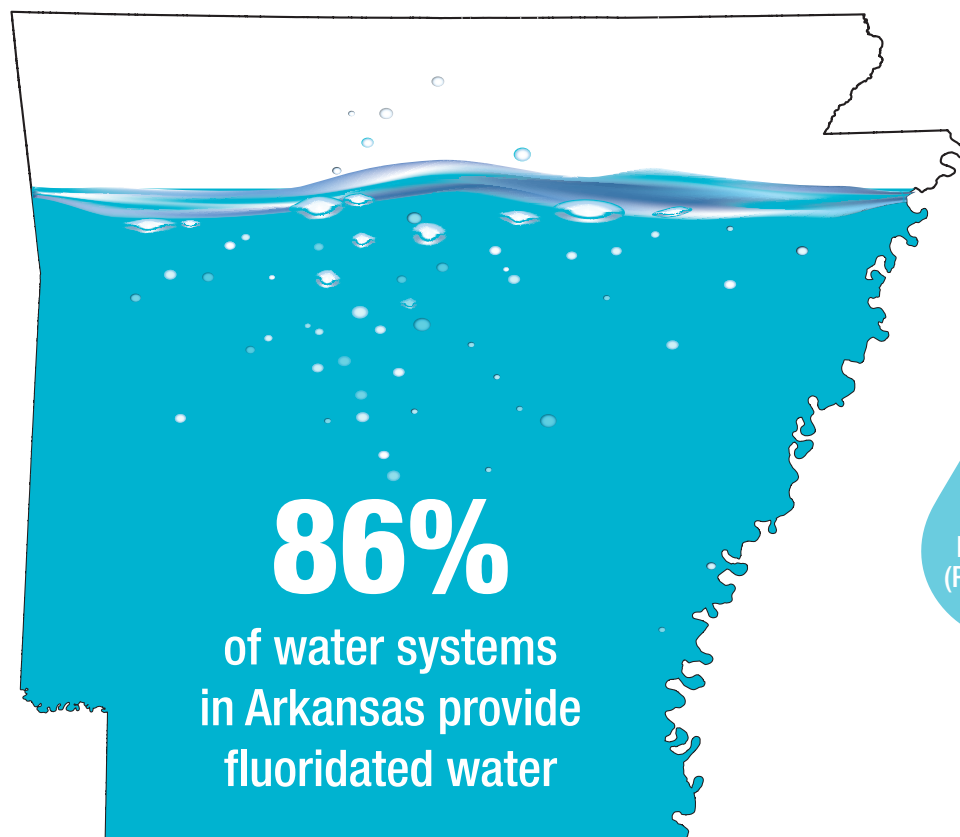 86%
of water systems
in Arkansas provide
fluoridated water